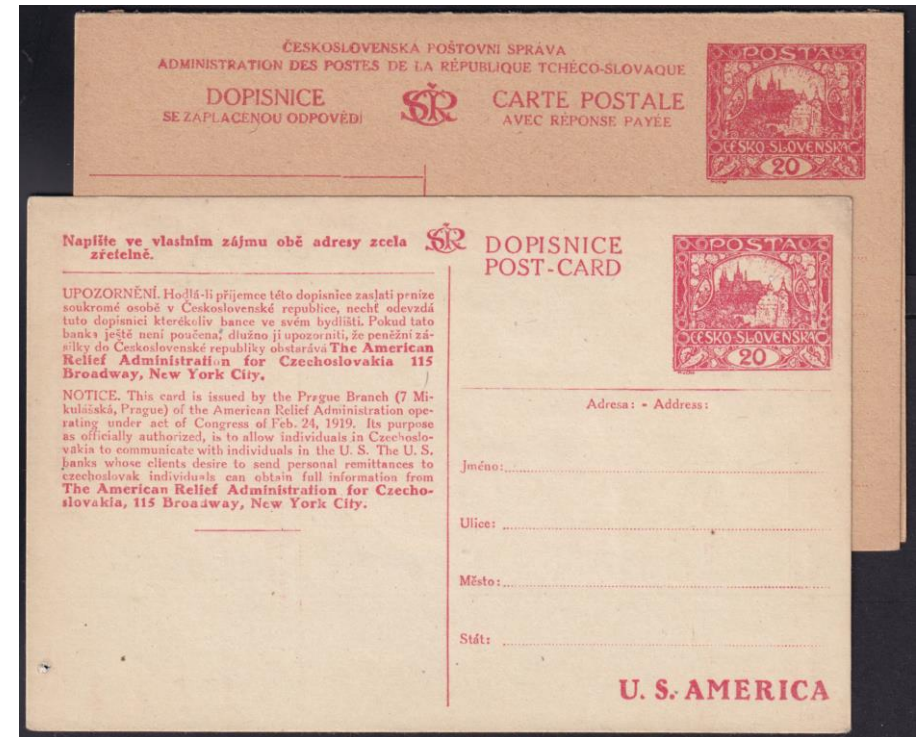 ČESKOSLOVENSKÁ POŠTOVNI SPRÁVA
ADMINISTRATION DES POSTES DE LA RÉPUBLIQUE TCHÉCO-SLOVAQUE
DOPISNICE
SE ZAPLACENOU ODPOVĚDÍ
SČR
CARTE POSTALE
AVEC RÉPONSE PAYÉE
POSTA
ČESKO-SLOVENSKO
20
Napište ve vlastním zájmu obě adresy zcela
zřetelně.
UPOZORNĚNÍ. Hodlá-li příjemce této dopisnice zaslati peníze
soukromé osobě v Československé republice, nechť odevzdá
tuto dopisnici kterékoliv bance ve svém bydlišti. Pokud tato
banka ještě není poučena, dlužno ji upozorniti, že peněžní zá-
silky do Československé republiky obstarává The American
Relief Administration for Czechoslovakia 115
Broadway, New York City.
NOTICE. This card is issued by the Prague Branch (7 Mi-
kulášská, Prague) of the American Relief Administration ope-
rating under act of Congress of Feb. 24, 1919. Its purpose
as officially authorized, is to allow individuals in Czechoslo-
vakia to communicate with individuals in the U. S. The U. S.
banks whose clients desire to send personal remittances to
czechoslovak individuals can obtain full information from
The American Relief Administration for Czecho-
slovakia, 115 Broadway, New York City.
SČR
DOPISNICE
POST-CARD
POSTA
ČESKO-SLOVENSKO
20
Adresa: - Address:
Jméno:
Ulice:
Město:
Stát:
U. S. AMERICA